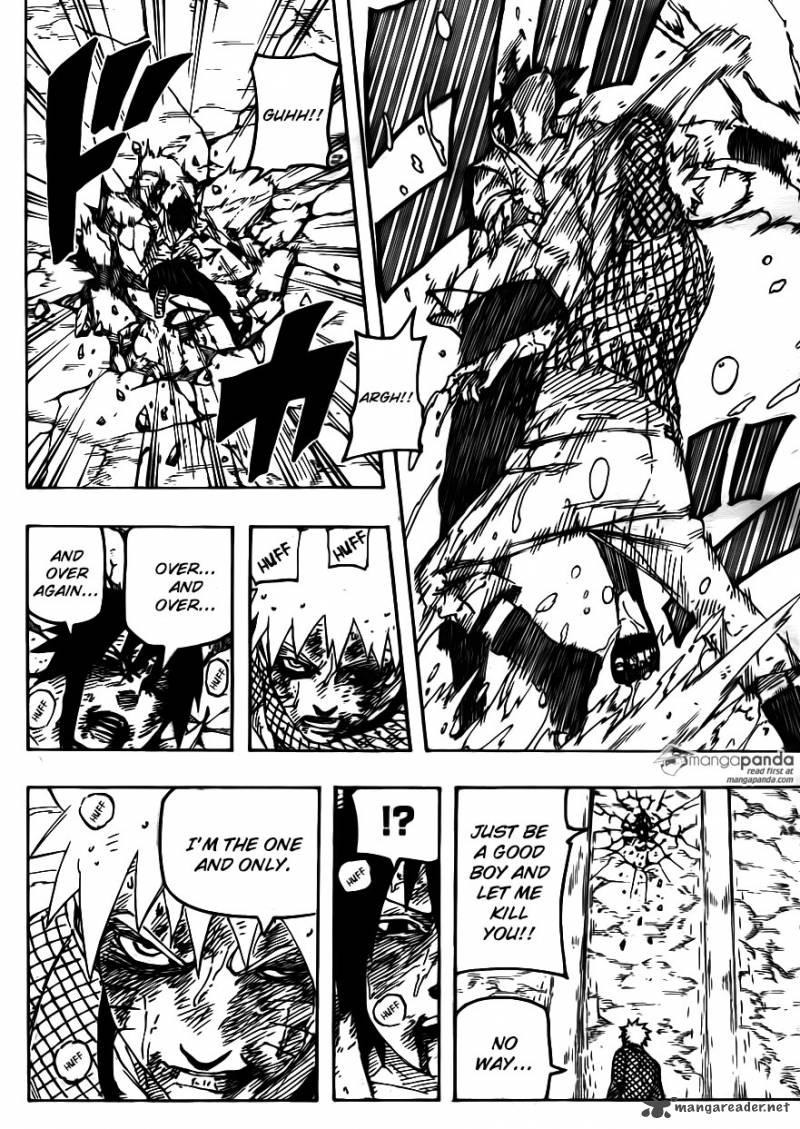 ARGH!!
GUHH!!
ドガ
HUFF
HUFF
OVER...
AND
OVER...
AND
OVER
AGAIN...
HUFF
HUFF
mangapanda
read first at
mangapanda.com
JUST BE
A GOOD
BOY AND
LET ME
KILL
YOU!!
NO
WAY...
!?
HUFF
HUFF
HUFF
I'M THE ONE
AND ONLY.
HUFF
mangareader.net